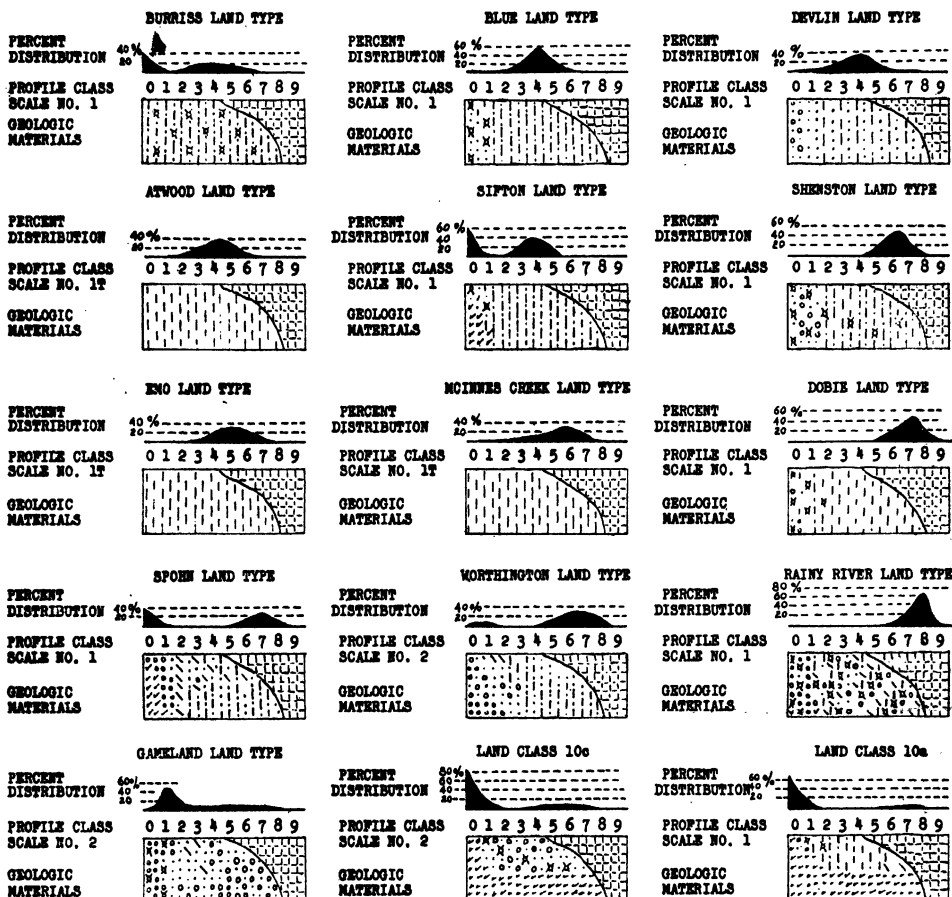 BURRISS LAND TYPE
PERCENT
DISTRIBUTION
40%
20
PROFILE CLASS
SCALE NO. 1
0 1 2 3 4 5 6 7 8 9
GEOLOGIC
MATERIALS
BLUE LAND TYPE
PERCENT
DISTRIBUTION
60%
40
20
PROFILE CLASS
SCALE NO. 1
0 1 2 3 4 5 6 7 8 9
GEOLOGIC
MATERIALS
DEVLIN LAND TYPE
PERCENT
DISTRIBUTION
40 %
20
PROFILE CLASS
SCALE NO. 1
0 1 2 3 4 5 6 7 8 9
GEOLOGIC
MATERIALS
ATWOOD LAND TYPE
PERCENT
DISTRIBUTION
40%
20
PROFILE CLASS
SCALE NO. 1T
0 1 2 3 4 5 6 7 8 9
GEOLOGIC
MATERIALS
SIFTON LAND TYPE
PERCENT
DISTRIBUTION
60%
40
20
PROFILE CLASS
SCALE NO. 1
0 1 2 3 4 5 6 7 8 9
GEOLOGIC
MATERIALS
SHENSTON LAND TYPE
PERCENT
DISTRIBUTION
60%
40
20
PROFILE CLASS
SCALE NO. 1
0 1 2 3 4 5 6 7 8 9
GEOLOGIC
MATERIALS
EMO LAND TYPE
PERCENT
DISTRIBUTION
40 %
20
PROFILE CLASS
SCALE NO. 1T
0 1 2 3 4 5 6 7 8 9
GEOLOGIC
MATERIALS
MCINNES CREEK LAND TYPE
PERCENT
DISTRIBUTION
40 %
20
PROFILE CLASS
SCALE NO. 1T
0 1 2 3 4 5 6 7 8 9
GEOLOGIC
MATERIALS
DOBIE LAND TYPE
PERCENT
DISTRIBUTION
60 %
40
20
PROFILE CLASS
SCALE NO. 1
0 1 2 3 4 5 6 7 8 9
GEOLOGIC
MATERIALS
SPOHN LAND TYPE
PERCENT
DISTRIBUTION
40%
20
PROFILE CLASS
SCALE NO. 1
0 1 2 3 4 5 6 7 8 9
GEOLOGIC
MATERIALS
WORTHINGTON LAND TYPE
PERCENT
DISTRIBUTION
40%
20
PROFILE CLASS
SCALE NO. 2
0 1 2 3 4 5 6 7 8 9
GEOLOGIC
MATERIALS
RAINY RIVER LAND TYPE
PERCENT
DISTRIBUTION
80 %
60
40
20
PROFILE CLASS
SCALE NO. 1
0 1 2 3 4 5 6 7 8 9
GEOLOGIC
MATERIALS
GAMELAND LAND TYPE
PERCENT
DISTRIBUTION
60%
40
20
PROFILE CLASS
SCALE NO. 2
0 1 2 3 4 5 6 7 8 9
GEOLOGIC
MATERIALS
LAND CLASS 10c
PERCENT
DISTRIBUTION
80%
60
40
20
PROFILE CLASS
SCALE NO. 2
0 1 2 3 4 5 6 7 8 9
GEOLOGIC
MATERIALS
LAND CLASS 10a
PERCENT
DISTRIBUTION
60 %
40
20
PROFILE CLASS
SCALE NO. 1
0 1 2 3 4 5 6 7 8 9
GEOLOGIC
MATERIALS